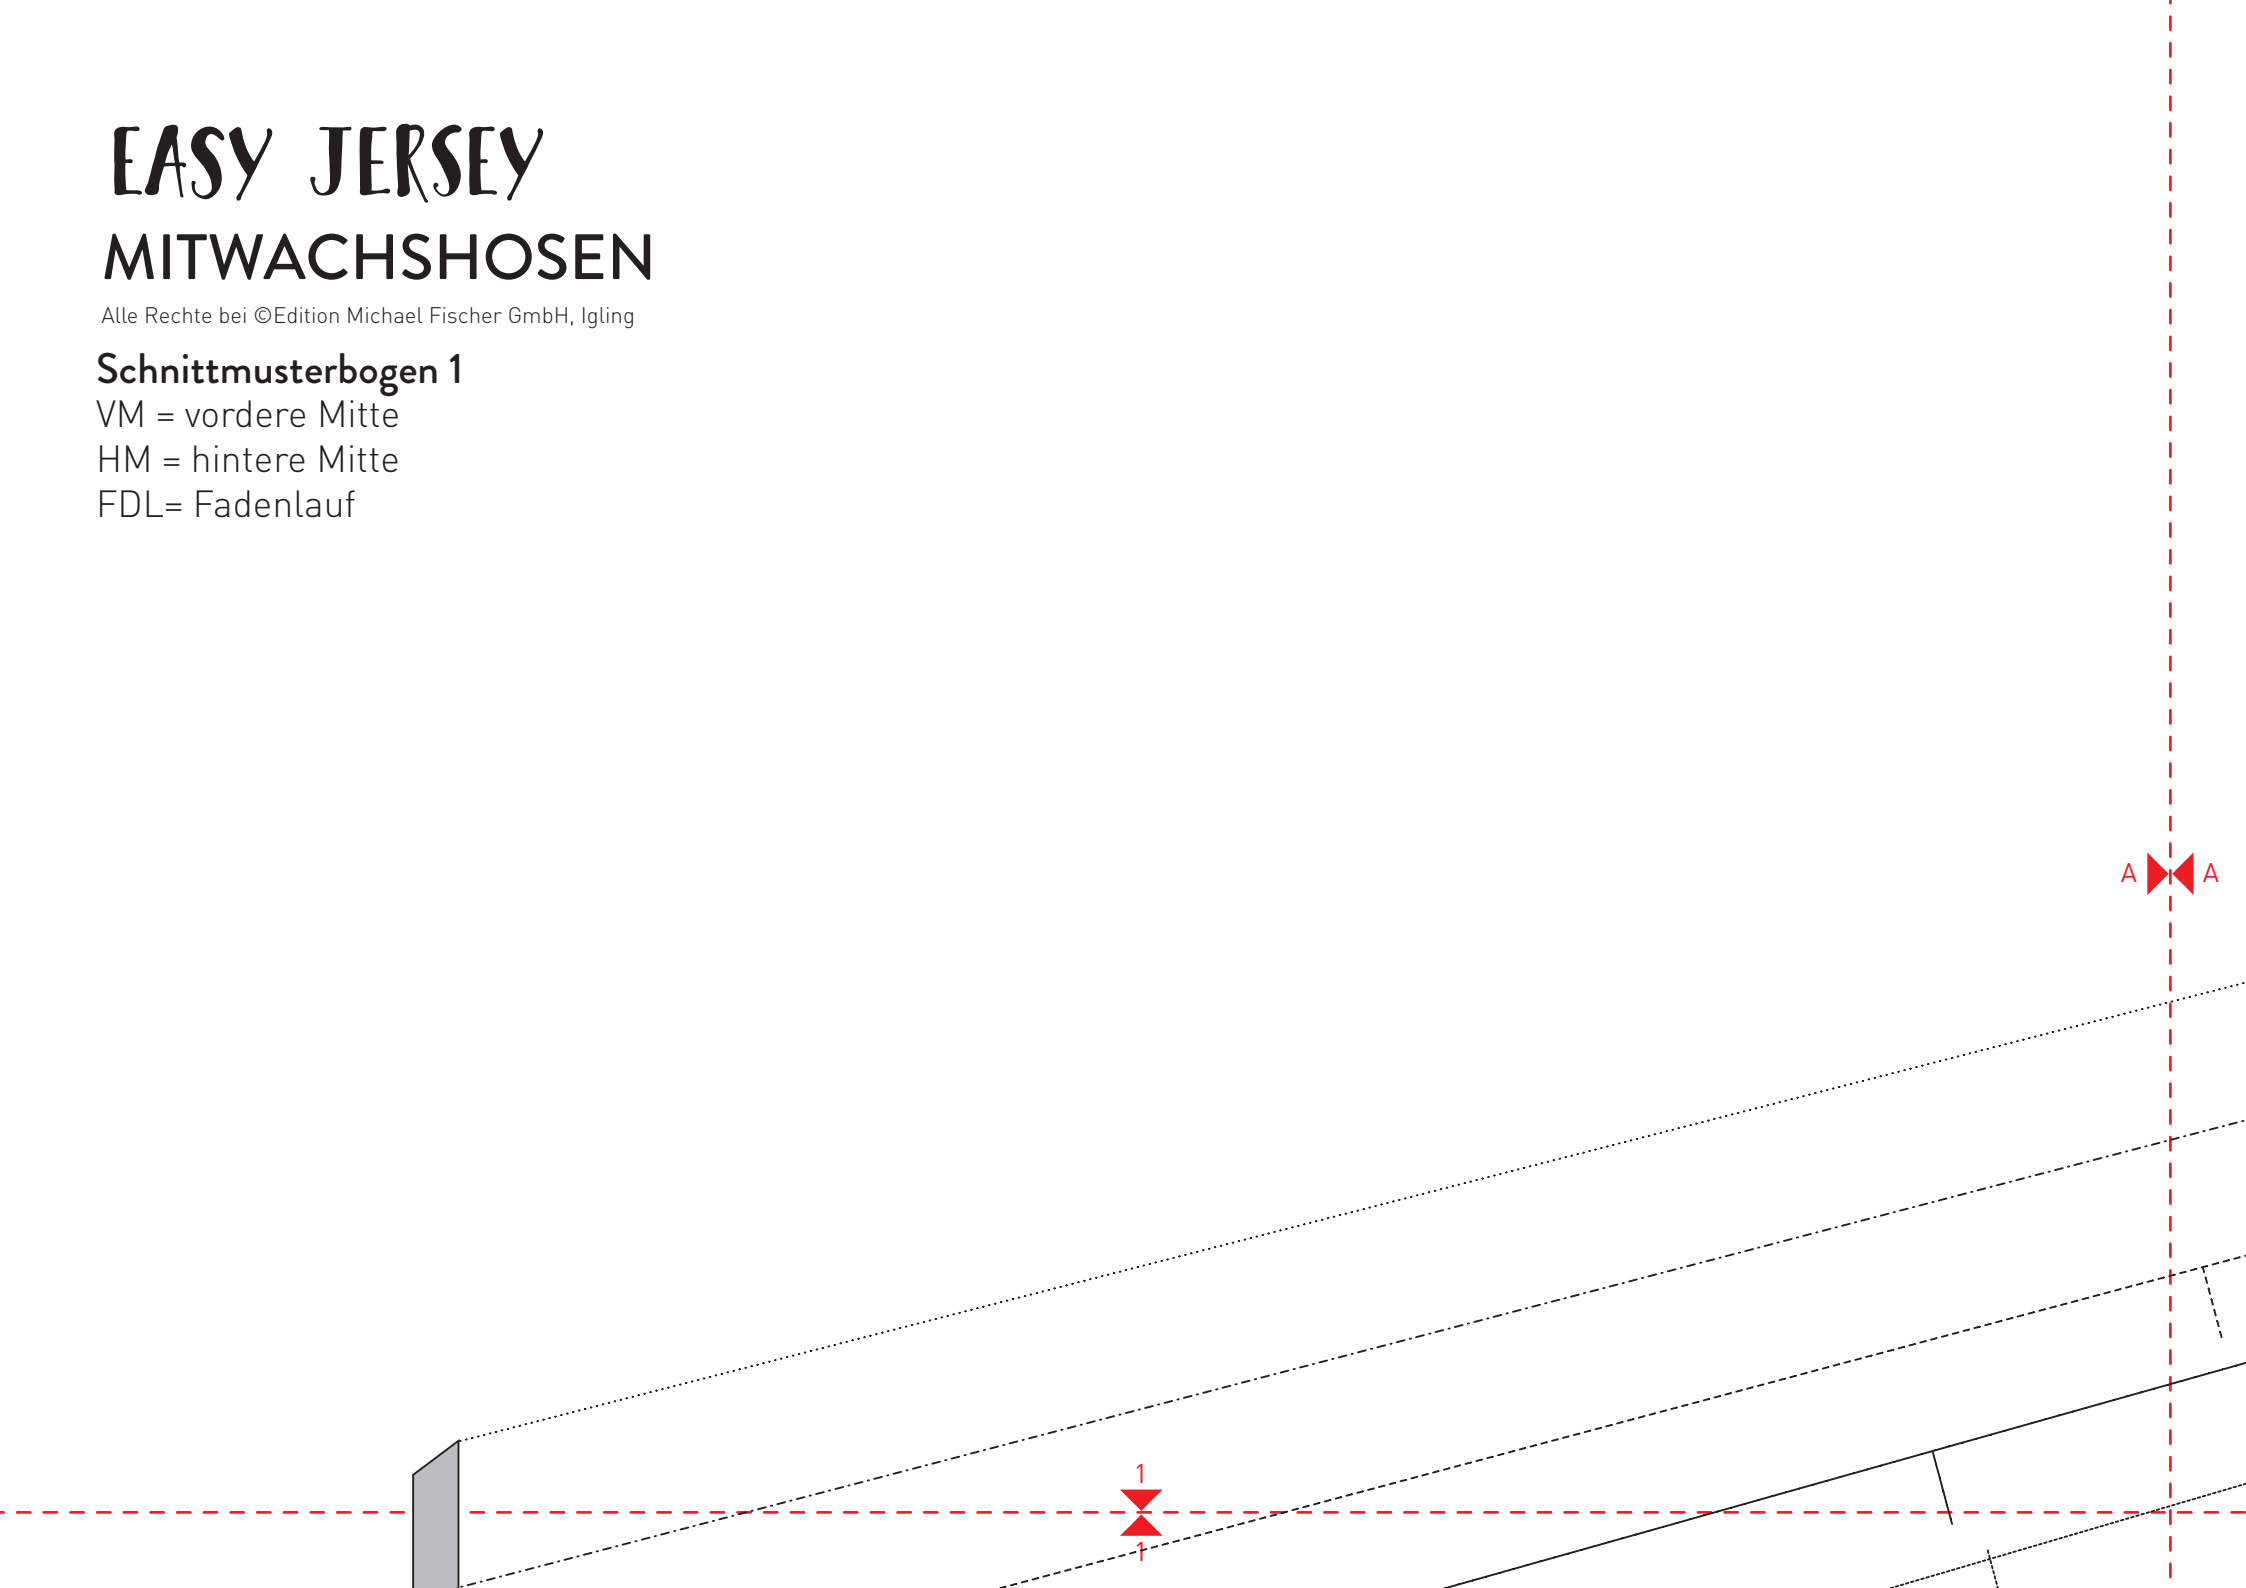 EASY JERSEY
MITWACHSHOSEN
Alle Rechte bei ©Edition Michael Fischer GmbH, Igling
Schnittmusterbogen 1
VM = vordere Mitte
HM = hintere Mitte
FDL= Fadenlauf
A A
1
1